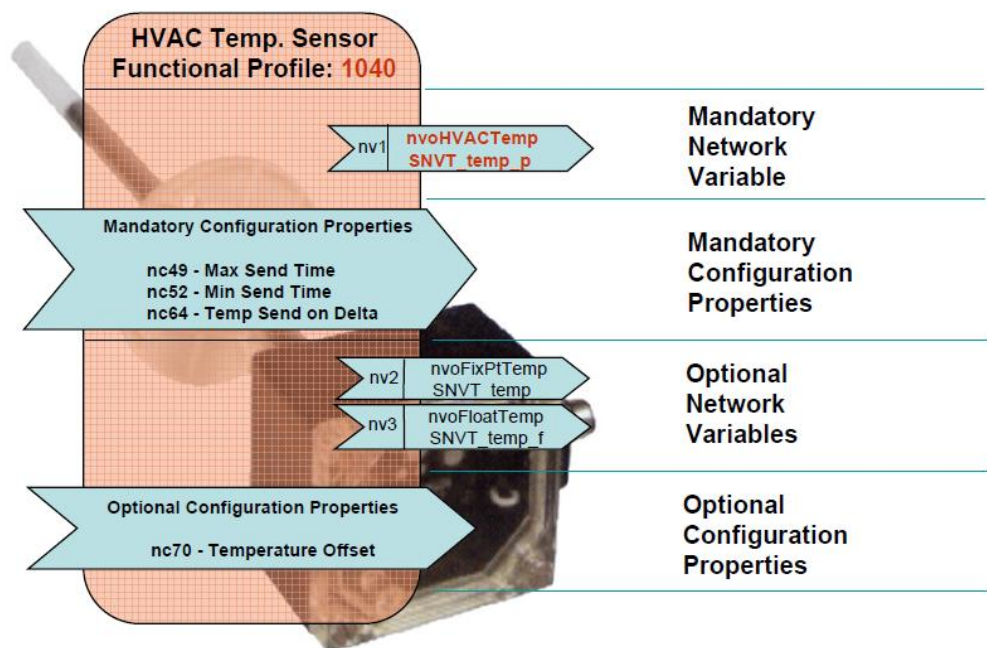 HVAC Temp. Sensor
Functional Profile: 1040
nv1
nvoHVACTemp
SNVT_temp_p
Mandatory
Network
Variable
Mandatory Configuration Properties
nc49 - Max Send Time
nc52 - Min Send Time
nc64 - Temp Send on Delta
Mandatory
Configuration
Properties
nv2
nvoFixPtTemp
SNVT_temp
nv3
nvoFloatTemp
SNVT_temp_f
Optional
Network
Variables
Optional Configuration Properties
nc70 - Temperature Offset
Optional
Configuration
Properties